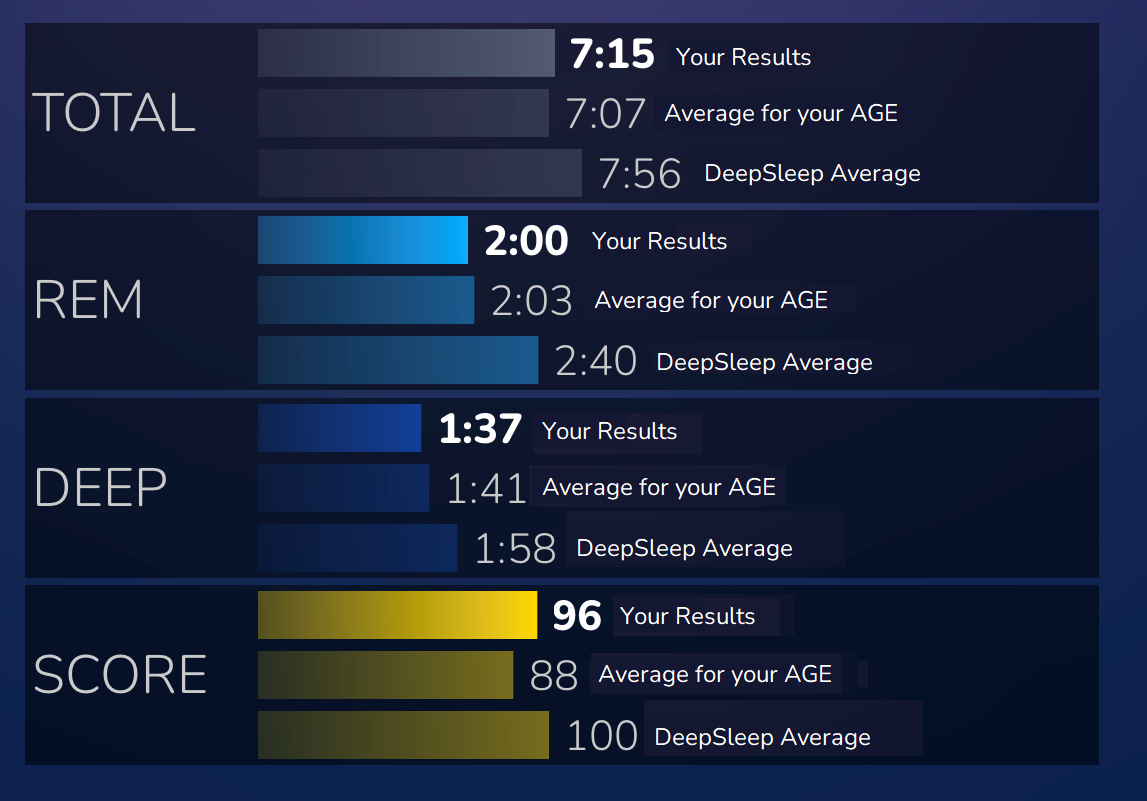 TOTAL
7:15 Your Results
7:07 Average for your AGE
7:56 DeepSleep Average
REM
2:00 Your Results
2:03 Average for your AGE
2:40 DeepSleep Average
DEEP
1:37 Your Results
1:41 Average for your AGE
1:58 DeepSleep Average
SCORE
96 Your Results
88 Average for your AGE
100 DeepSleep Average